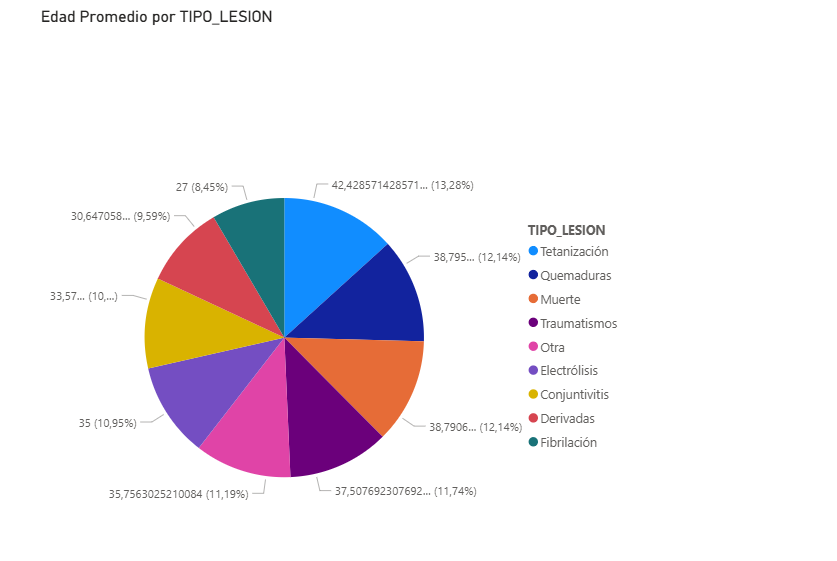 Edad Promedio por TIPO_LESION
27 (8,45%)
42,428571428571... (13,28%)
30,647058... (9,59%)
38,795... (12,14%)
33,57... (10,...)
38,7906... (12,14%)
35 (10,95%)
35,7563025210084 (11,19%)
37,507692307692... (11,74%)
TIPO_LESION
Tetanización
Quemaduras
Muerte
Traumatismos
Otra
Electrólisis
Conjuntivitis
Derivadas
Fibrilación